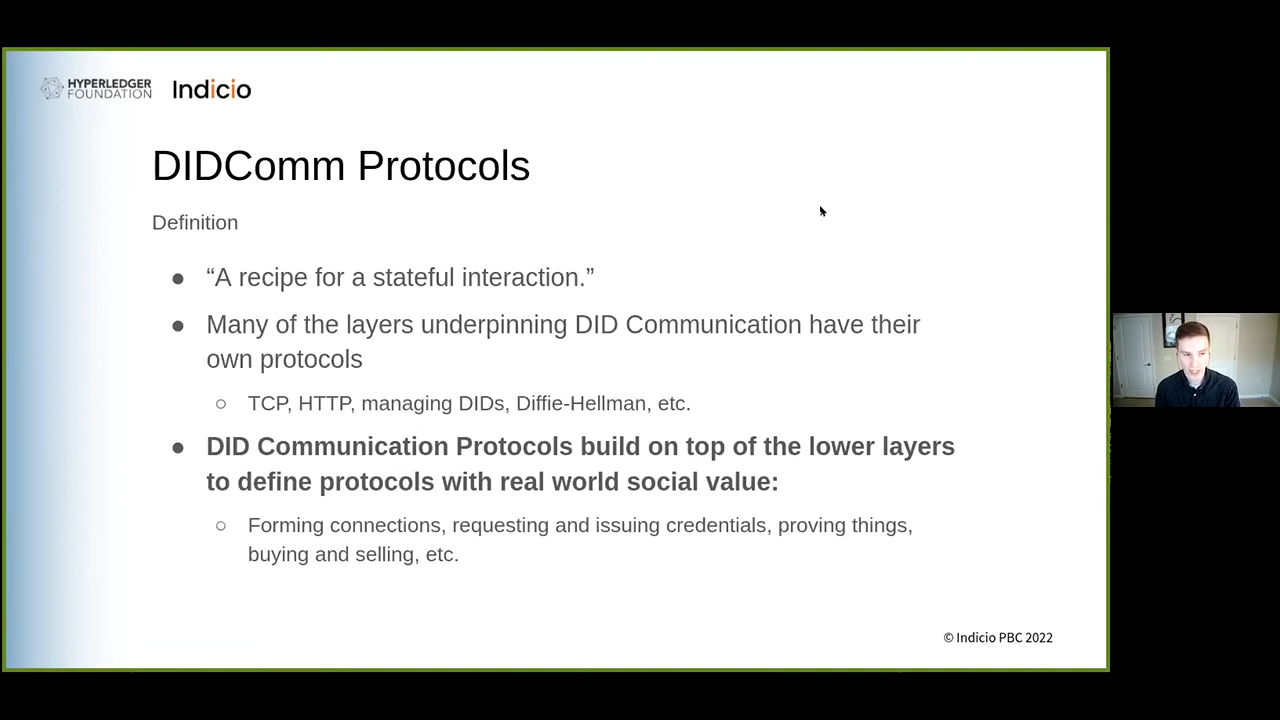 HYPERLEDGER
FOUNDATION
Indicio
DIDComm Protocols
Definition
● “A recipe for a stateful interaction.”
● Many of the layers underpinning DID Communication have their
own protocols
○ TCP, HTTP, managing DIDs, Diffie-Hellman, etc.
● DID Communication Protocols build on top of the lower layers
to define protocols with real world social value:
○ Forming connections, requesting and issuing credentials, proving things,
buying and selling, etc.
© Indicio PBC 2022